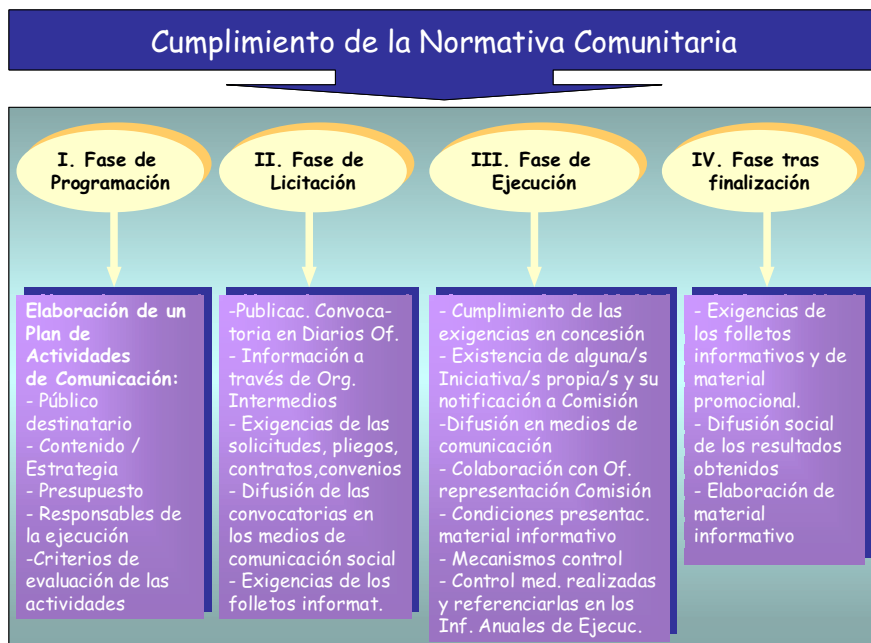 Cumplimiento de la Normativa Comunitaria
I. Fase de
Programación
Elaboración de un
Plan de
Actividades
de Comunicación:
- Público
destinatario
- Contenido /
Estrategia
- Presupuesto
- Responsables de
la ejecución
-Criterios de
evaluación de las
actividades
II. Fase de
Licitación
-Publicac. Convoca-
toria en Diarios Of.
- Información a
través de Org.
Intermedios
- Exigencias de las
solicitudes, pliegos,
contratos,convenios
- Difusión de las
convocatorias en
los medios de
comunicación social
- Exigencias de los
folletos informat.
III. Fase de
Ejecución
- Cumplimiento de las
exigencias en concesión
- Existencia de alguna/s
Iniciativa/s propia/s y su
notificación a Comisión
-Difusión en medios de
comunicación
- Colaboración con Of.
representación Comisión
- Condiciones presentac.
material informativo
- Mecanismos control
- Control med. realizadas
y referenciarlas en los
Inf. Anuales de Ejecuc.
IV. Fase tras
finalización
- Exigencias de
los folletos
informativos y de
material
promocional.
- Difusión social
de los resultados
obtenidos
- Elaboración de
material
informativo